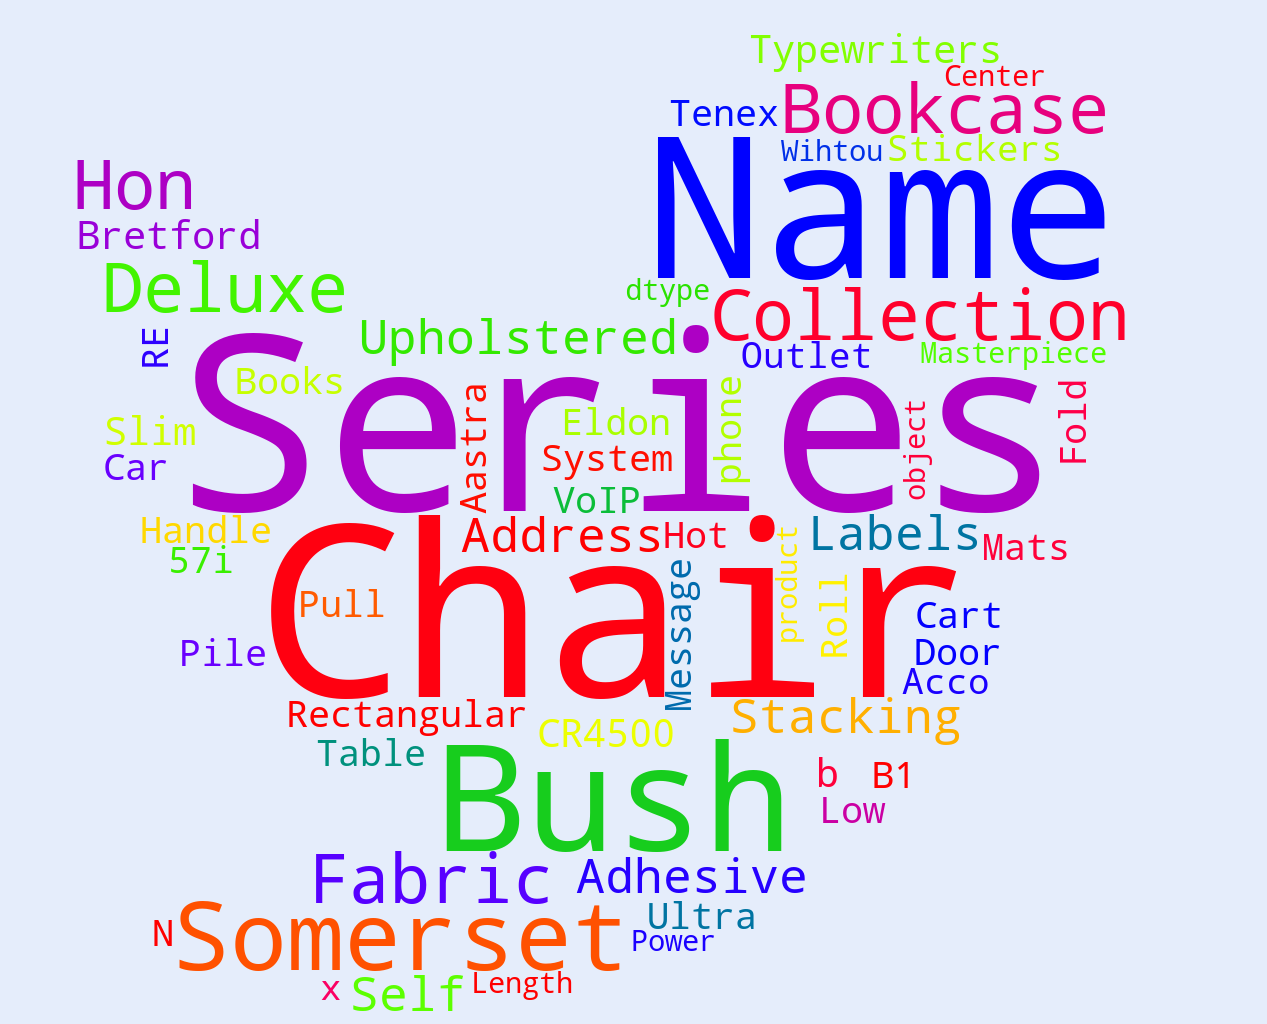 Typewriters
Center
Bookcase
Tenex
Wihtou
Stickers
Name
Hon
Bretford
Deluxe
dtype
Collection
RE
Upholstered
Outlet
Masterpiece
Series
Books
Aastra
Eldon
phone
object
Fold
Slim
System
Car
VoIP
Handle
Address
Hot
Labels
Mats
57i
Chair
Pull
Message
product
Roll
Cart
Pile
Door
Acco
Rectangular
CR4500
Stacking
Table
Bush
b
B1
Low
Fabric
Adhesive
Somerset
Ultra
N
Power
x
Self
Length